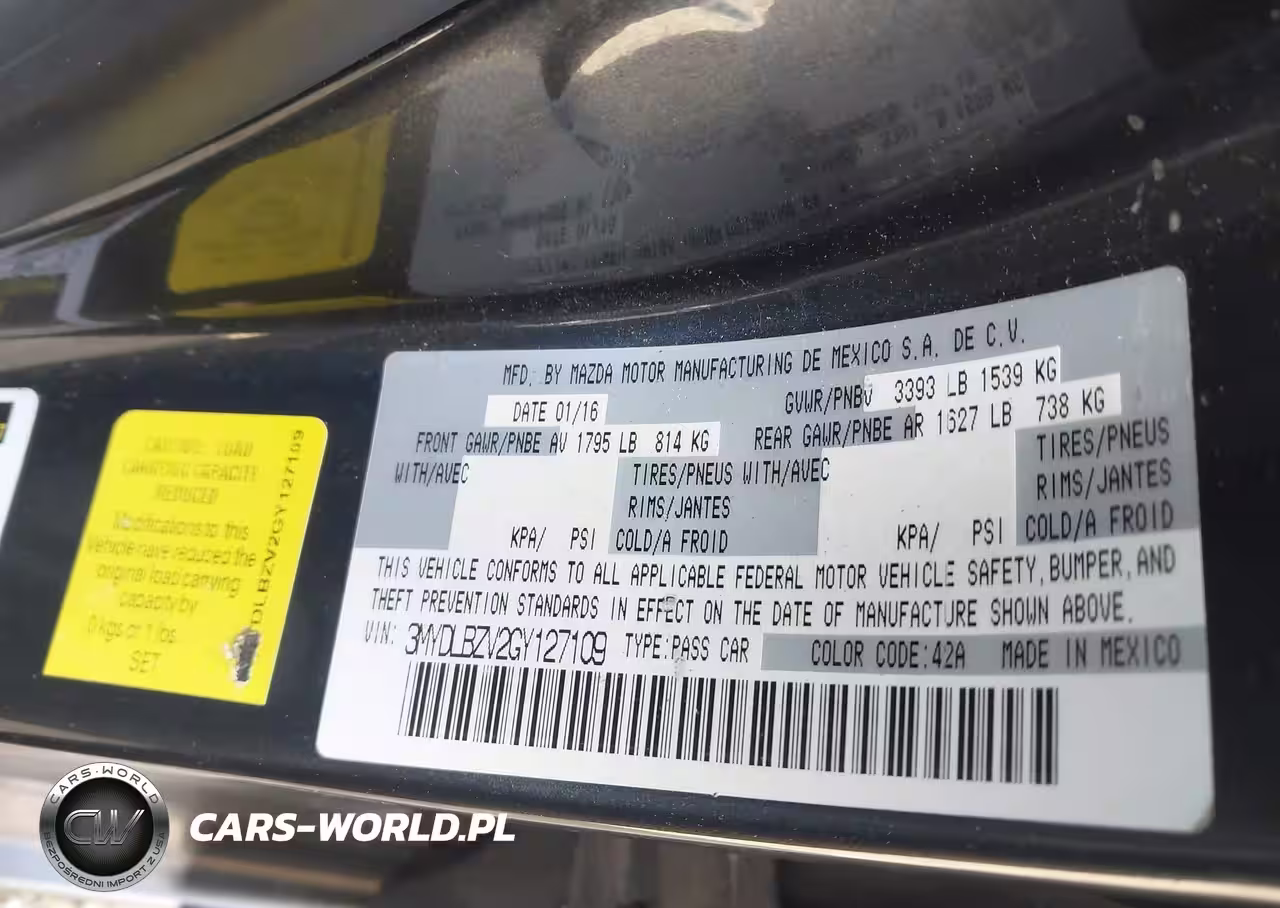 MFD. BY MAZDA MOTOR MANUFACTURING DE MEXICO S.A. DE C.V.
DATE 01/16 GVWR/PNBV 3393 LB 1539 KG
FRONT GAWR/PNBE AV 1795 LB 814 KG REAR GAWR/PNBE AR 1627 LB 738 KG
WITH/AVEC TIRES/PNEUS WITH/AVEC TIRES/PNEUS
RIMS/JANTES RIMS/JANTES
KPA/ PSI COLD/A FROID KPA/ PSI COLD/A FROID
THIS VEHICLE CONFORMS TO ALL APPLICABLE FEDERAL MOTOR VEHICLE SAFETY, BUMPER, AND
THEFT PREVENTION STANDARDS IN EFFECT ON THE DATE OF MANUFACTURE SHOWN ABOVE.
VIN: 3MYDLBZV2GY127109 TYPE:PASS CAR COLOR CODE:42A MADE IN MEXICO
CAUTION: LOAD
CARRYING CAPACITY
REDUCED
Modifications to this
vehicle have reduced the
original load carrying
capacity by
0 kgs or 1 lbs
SET
DLBZV2GY127109
CARS-WORLD
CW
BEZPOŚREDNI IMPORT Z USA
CARS-WORLD.PL